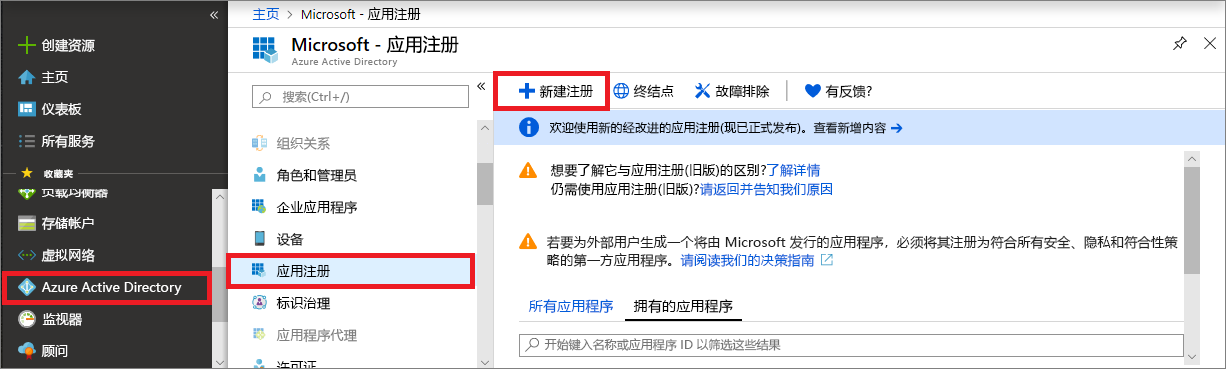 «
创建资源
主页
仪表板
所有服务
收藏夹
负载均衡器
存储帐户
虚拟网络
Azure Active Directory
监视器
顾问
主页 > Microsoft - 应用注册
Microsoft - 应用注册
Azure Active Directory
搜索(Ctrl+/)
«
组织关系
角色和管理员
企业应用程序
设备
应用注册
标识治理
应用程序代理
许可证
新建注册 终结点 故障排除 有反馈?
欢迎使用新的经改进的应用注册(现已正式发布)。查看新增内容 →
想要了解它与应用注册(旧版)的区别?了解详情
仍需使用应用注册(旧版)?请返回并告知我们原因
若要为外部用户生成一个将由 Microsoft 发行的应用程序，必须将其注册为符合所有安全、隐私和符合性策
略的第一方应用程序。请阅读我们的决策指南
所有应用程序 拥有的应用程序
开始键入名称或应用程序 ID 以筛选这些结果